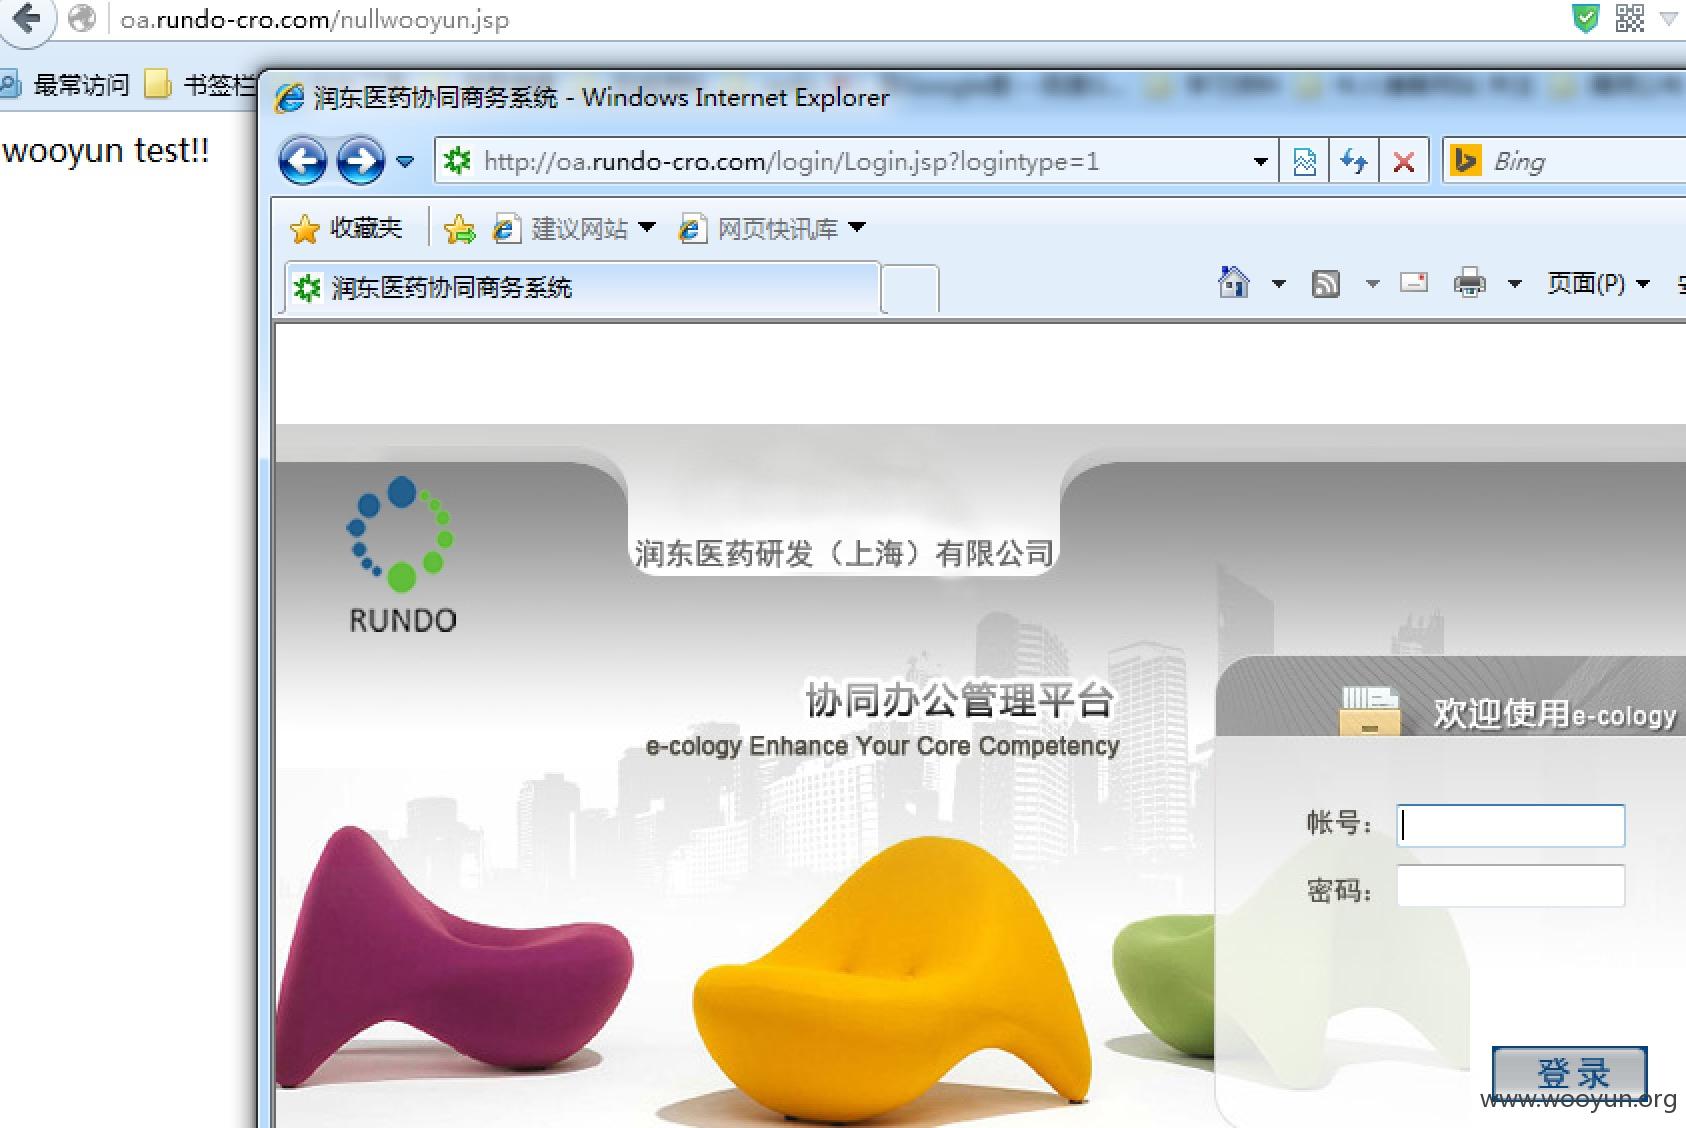 oa.rundo-cro.com/nullwooyun.jsp
最常访问 书签栏
wooyun test!!
润东医药协同商务系统 - Windows Internet Explorer
http://oa.rundo-cro.com/login/Login.jsp?logintype=1
Bing
收藏夹 建议网站 网页快讯库
润东医药协同商务系统
页面(P)
润东医药研发（上海）有限公司
RUNDO
协同办公管理平台
e-cology Enhance Your Core Competency
欢迎使用e-cology
帐号：
密码：
登录
www.wooyun.org